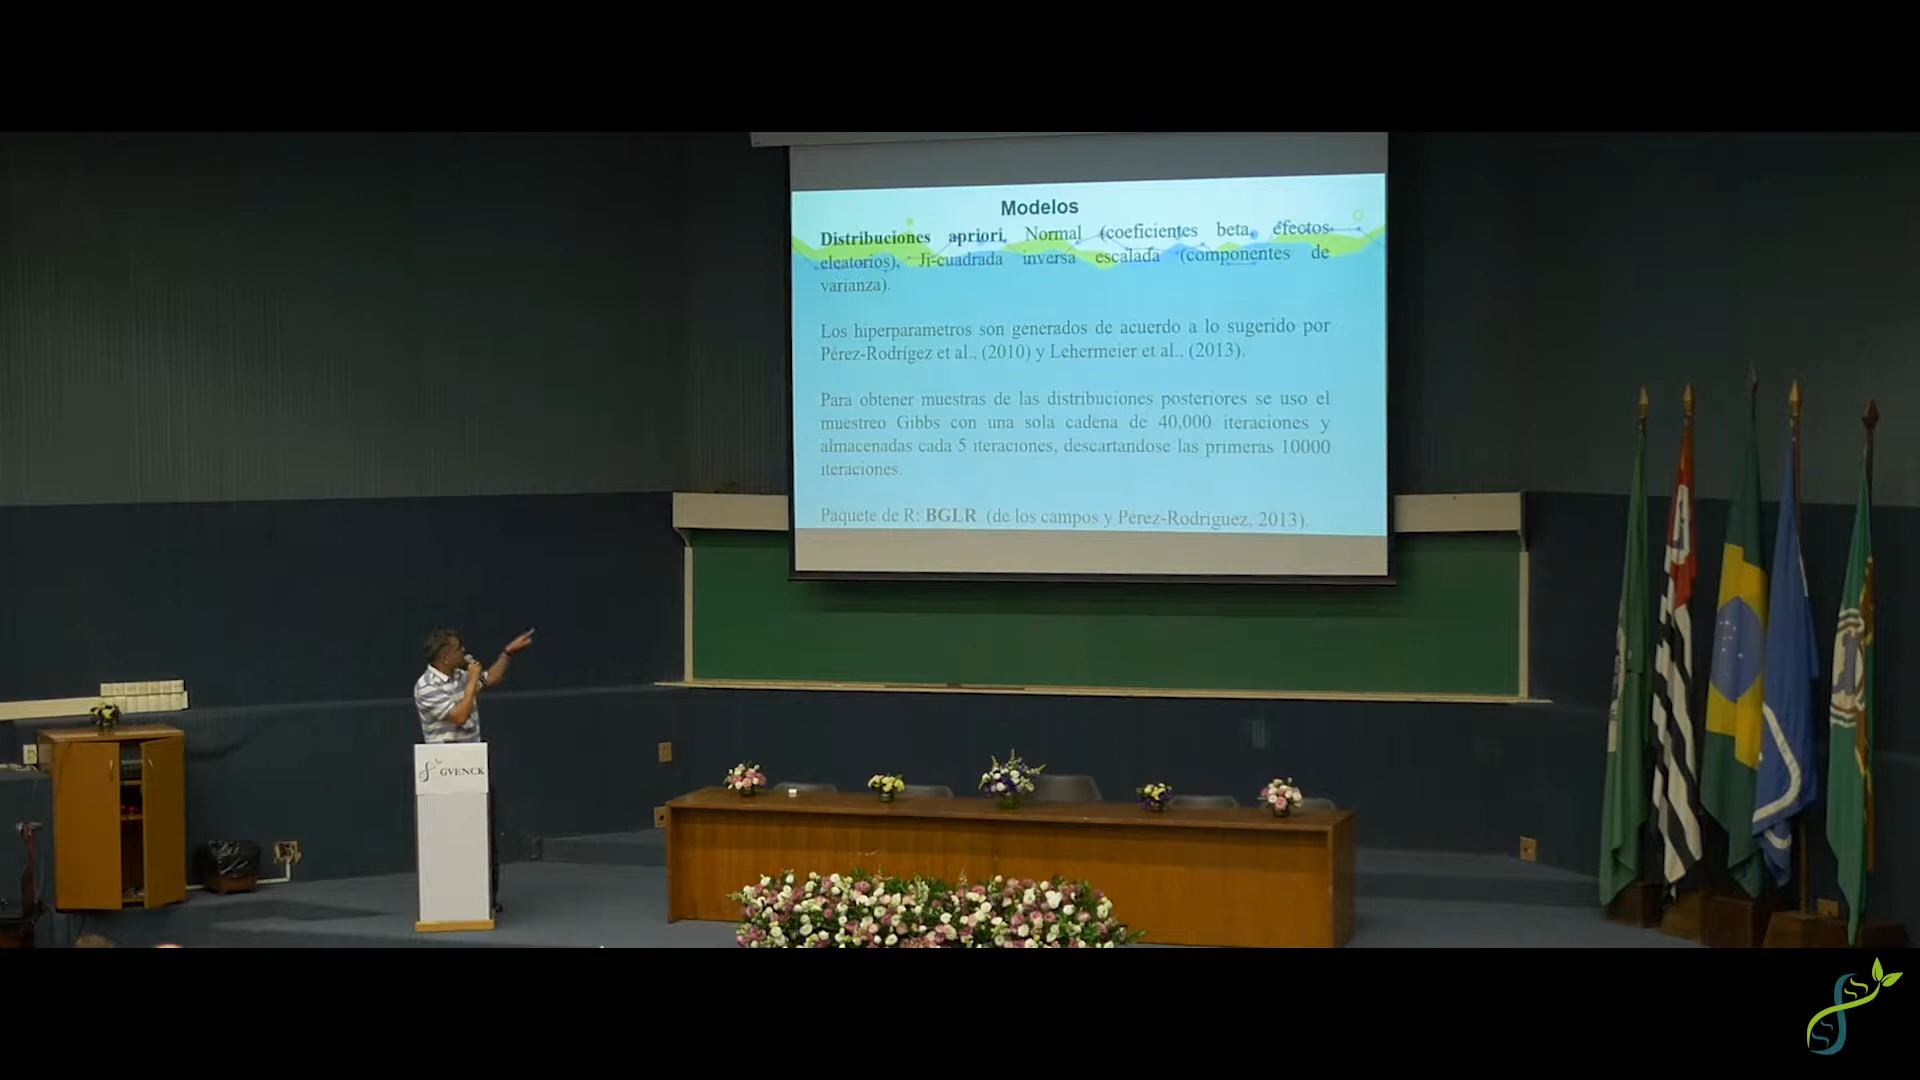 Modelos
Distribuciones apriori, Normal (coeficientes beta, efectos
eleatorios), Ji-cuadrada inversa escalada (componentes de
varianza).
Los hiperparametros son generados de acuerdo a lo sugerido por
Pérez-Rodrígez et al., (2010) y Lehermeier et al., (2013).
Para obtener muestras de las distribuciones posteriores se uso el
muestreo Gibbs con una sola cadena de 40,000 iteraciones y
almacenadas cada 5 iteraciones, descartandose las primeras 10000
iteraciones.
Paquete de R: BGLR (de los campos y Pérez-Rodríguez, 2013).
GVENCK